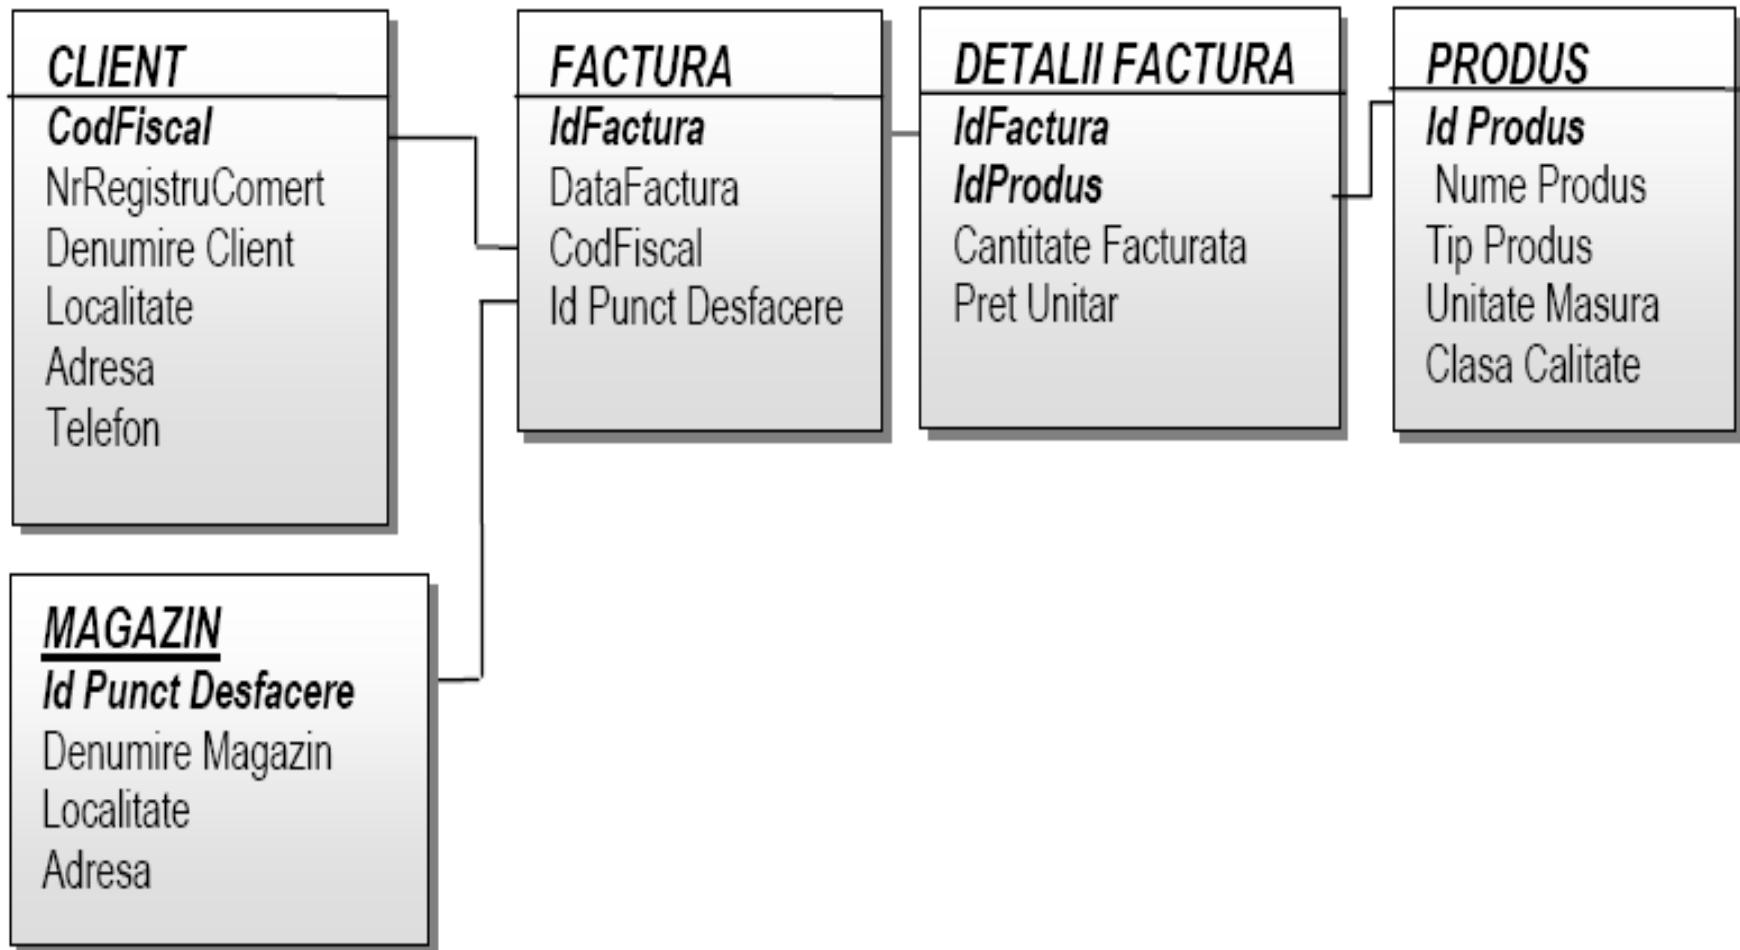 CLIENT
CodFiscal
NrRegistruComert
Denumire Client
Localitate
Adresa
Telefon
FACTURA
IdFactura
DataFactura
CodFiscal
Id Punct Desfacere
DETALII FACTURA
IdFactura
IdProdus
Cantitate Facturata
Pret Unitar
PRODUS
Id Produs
Nume Produs
Tip Produs
Unitate Masura
Clasa Calitate
MAGAZIN
Id Punct Desfacere
Denumire Magazin
Localitate
Adresa